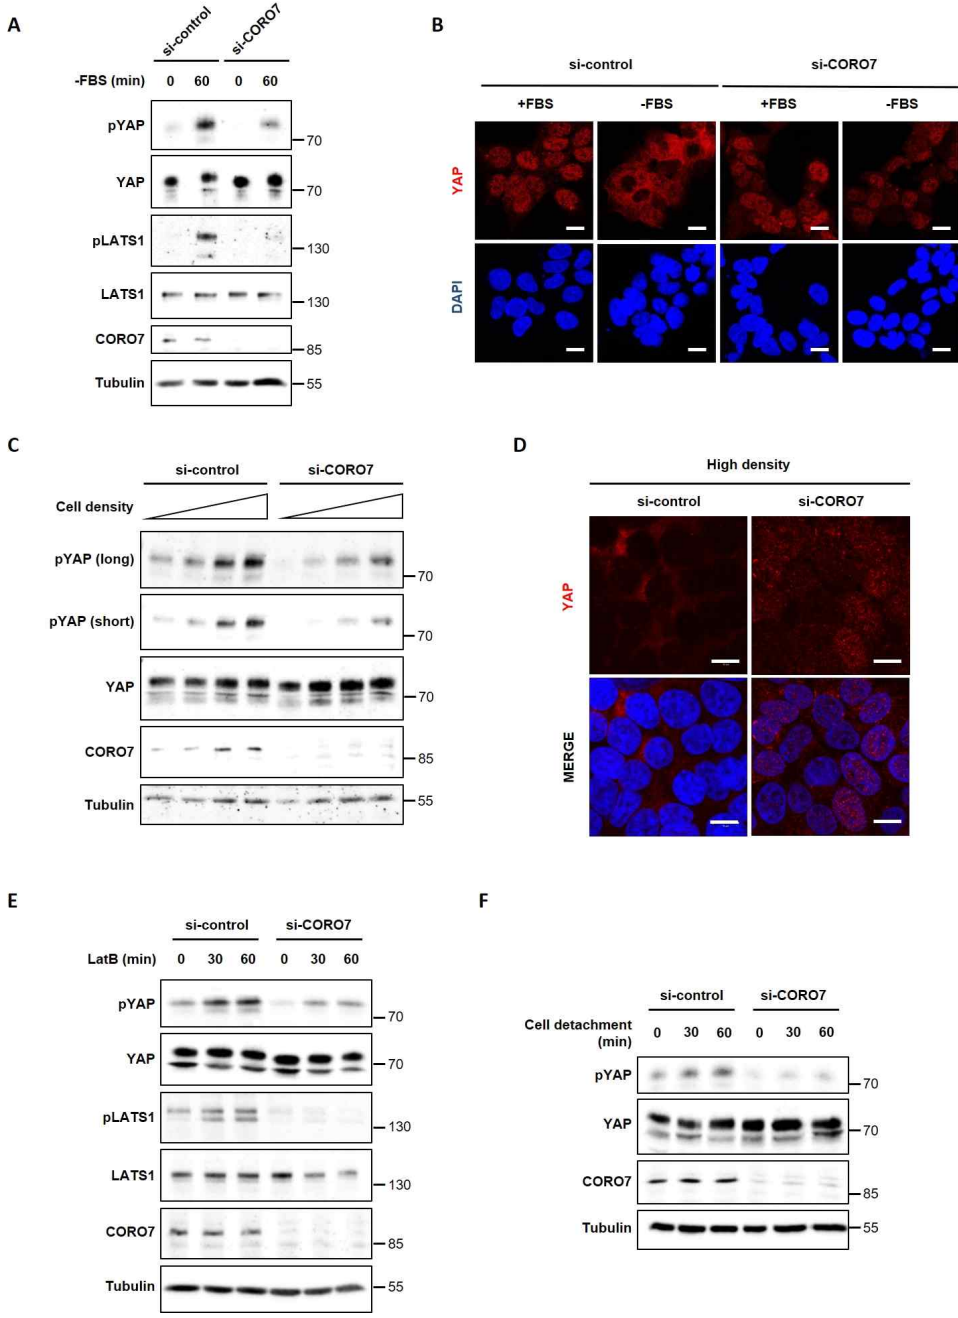 A
si-control
si-CORO7
-FBS (min)
0 60 0 60
pYAP
70
YAP
70
pLATS1
130
LATS1
130
CORO7
85
Tubulin
55
B
si-control
si-CORO7
+FBS
-FBS
+FBS
-FBS
YAP
DAPI
C
si-control
si-CORO7
Cell density
pYAP (long)
70
pYAP (short)
70
YAP
70
CORO7
85
Tubulin
55
D
High density
si-control
si-CORO7
YAP
MERGE
E
si-control
si-CORO7
LatB (min)
0 30 60 0 30 60
pYAP
70
YAP
70
pLATS1
130
LATS1
130
CORO7
85
Tubulin
55
F
si-control
si-CORO7
Cell detachment
(min)
0 30 60 0 30 60
pYAP
70
YAP
70
CORO7
85
Tubulin
55